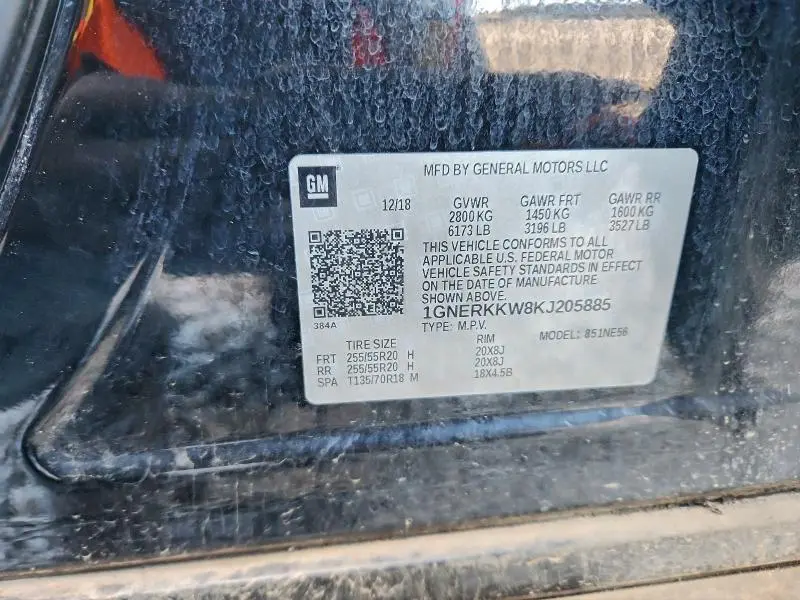 GM
MFD BY GENERAL MOTORS LLC
12/18 GVWR GAWR FRT GAWR RR
2800 KG 1450 KG 1600 KG
6173 LB 3196 LB 3527 LB
THIS VEHICLE CONFORMS TO ALL
APPLICABLE U.S. FEDERAL MOTOR
VEHICLE SAFETY STANDARDS IN EFFECT
ON THE DATE OF MANUFACTURE
SHOWN ABOVE.
384A
1GNERKKW8KJ205885
TYPE: M.P.V. MODEL: 851NE56
TIRE SIZE RIM
FRT 255/55R20 H 20X8J
RR 255/55R20 H 20X8J
SPA T135/70R18 M 18X4.5B